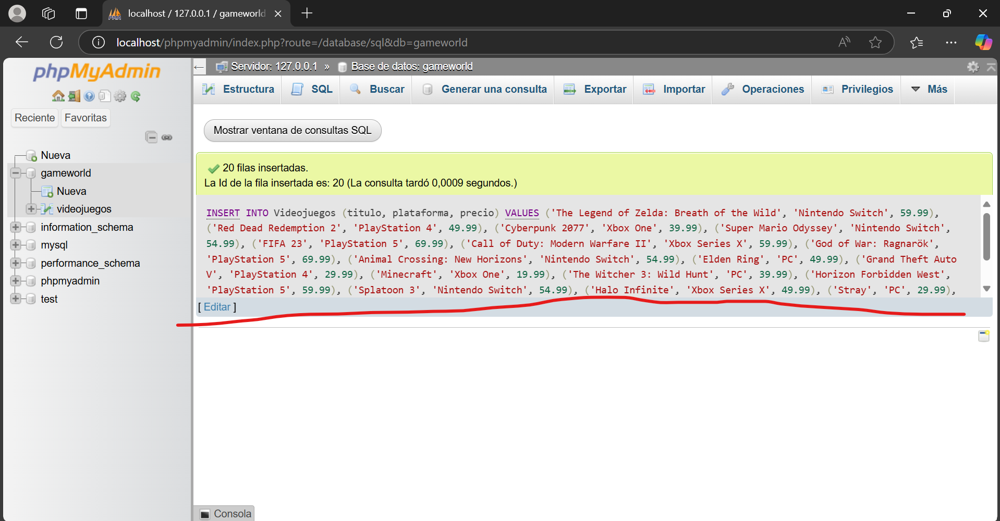 localhost / 127.0.0.1 / gameworld
localhost/phpmyadmin/index.php?route=/database/sql&db=gameworld
phpMyAdmin
Reciente
Favoritas
Nueva
gameworld
Nueva
videojuegos
information_schema
mysql
performance_schema
phpmyadmin
test
Servidor: 127.0.0.1 » Base de datos: gameworld
Estructura SQL Buscar Generar una consulta Exportar Importar Operaciones Privilegios Más
Mostrar ventana de consultas SQL
20 filas insertadas.
La Id de la fila insertada es: 20 (La consulta tardó 0,0009 segundos.)
INSERT INTO Videojuegos (titulo, plataforma, precio) VALUES ('The Legend of Zelda: Breath of the Wild', 'Nintendo Switch', 59.99),
('Red Dead Redemption 2', 'PlayStation 4', 49.99), ('Cyberpunk 2077', 'Xbox One', 39.99), ('Super Mario Odyssey', 'Nintendo Switch',
54.99), ('FIFA 23', 'PlayStation 5', 69.99), ('Call of Duty: Modern Warfare II', 'Xbox Series X', 59.99), ('God of War: Ragnarök',
'PlayStation 5', 69.99), ('Animal Crossing: New Horizons', 'Nintendo Switch', 54.99), ('Elden Ring', 'PC', 49.99), ('Grand Theft Auto
V', 'PlayStation 4', 29.99), ('Minecraft', 'Xbox One', 19.99), ('The Witcher 3: Wild Hunt', 'PC', 39.99), ('Horizon Forbidden West',
'PlayStation 5', 59.99), ('Splatoon 3', 'Nintendo Switch', 54.99), ('Halo Infinite', 'Xbox Series X', 49.99), ('Stray', 'PC', 29.99),
[ Editar ]
Consola